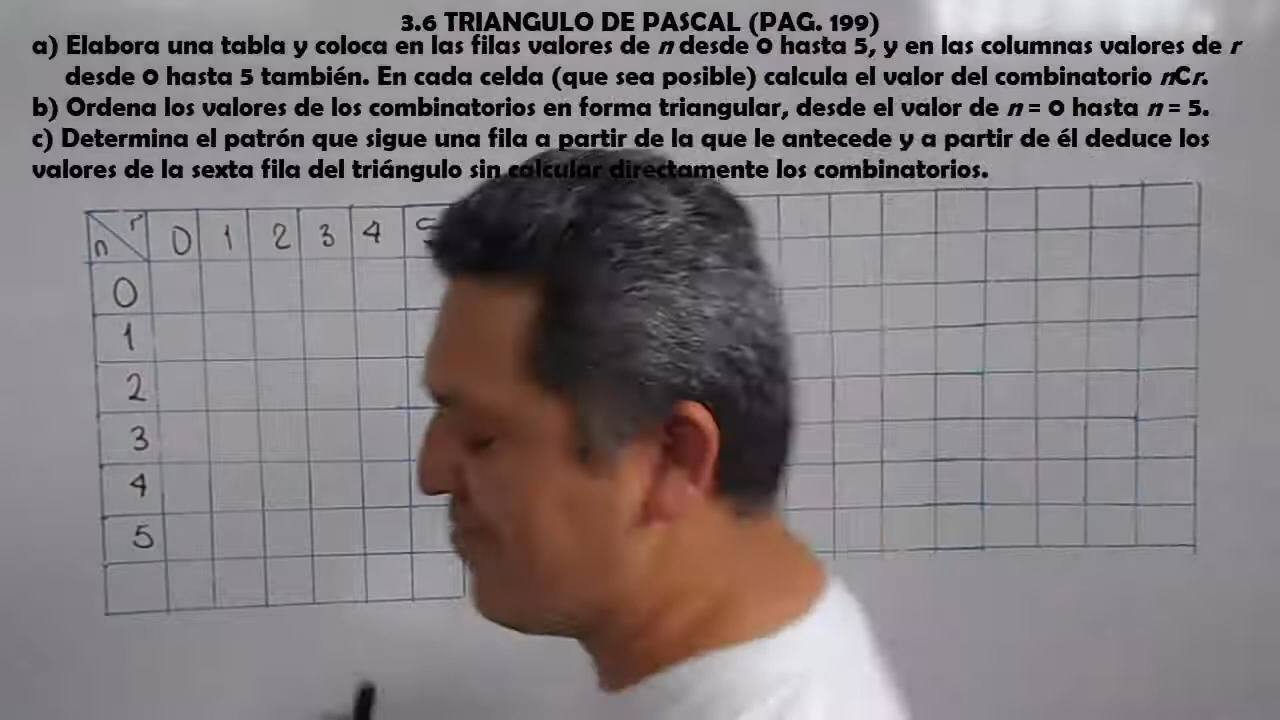 3.6 TRIANGULO DE PASCAL (PAG. 199)
a) Elabora una tabla y coloca en las filas valores de n desde 0 hasta 5, y en las columnas valores de r
desde 0 hasta 5 también. En cada celda (que sea posible) calcula el valor del combinatorio nCr.
b) Ordena los valores de los combinatorios en forma triangular, desde el valor de n = 0 hasta n = 5.
c) Determina el patrón que sigue una fila a partir de la que le antecede y a partir de él deduce los
valores de la sexta fila del triángulo sin calcular directamente los combinatorios.
n r 0 1 2 3 4
0
1
2
3
4
5